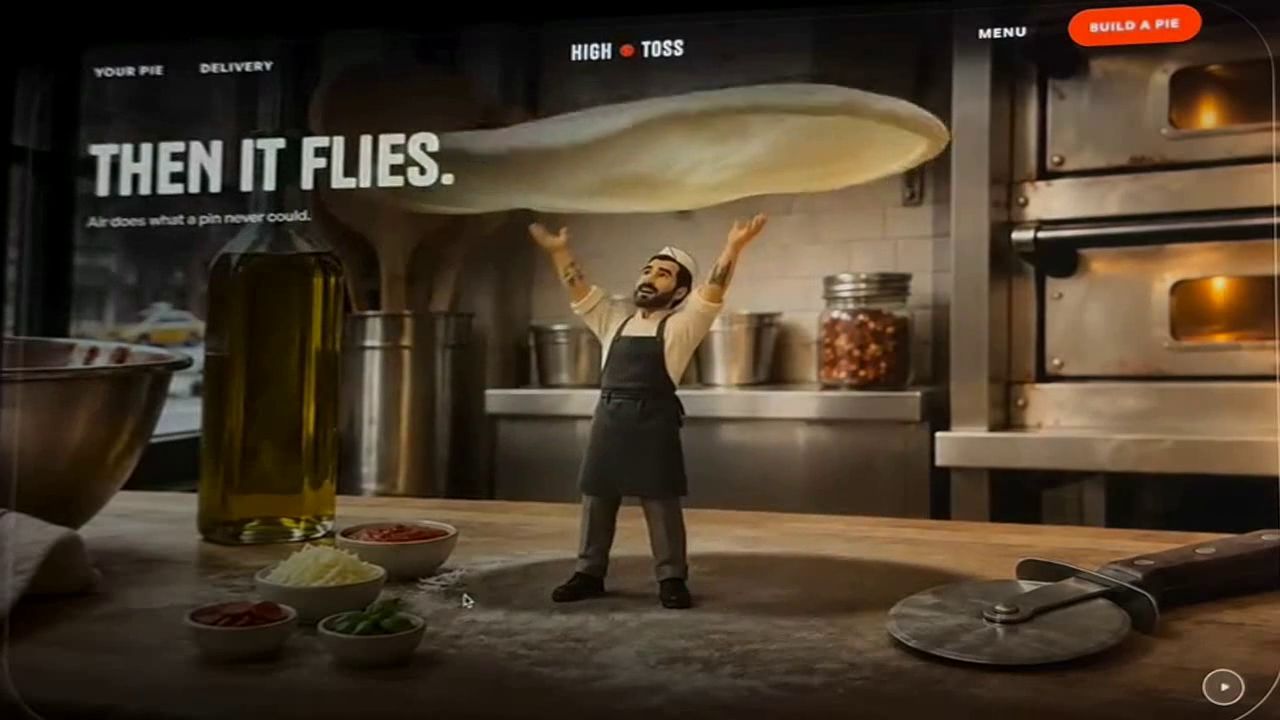 YOUR PIE
DELIVERY
HIGH TOSS
MENU
BUILD A PIE
THEN IT FLIES.
Air does what a pin never could.